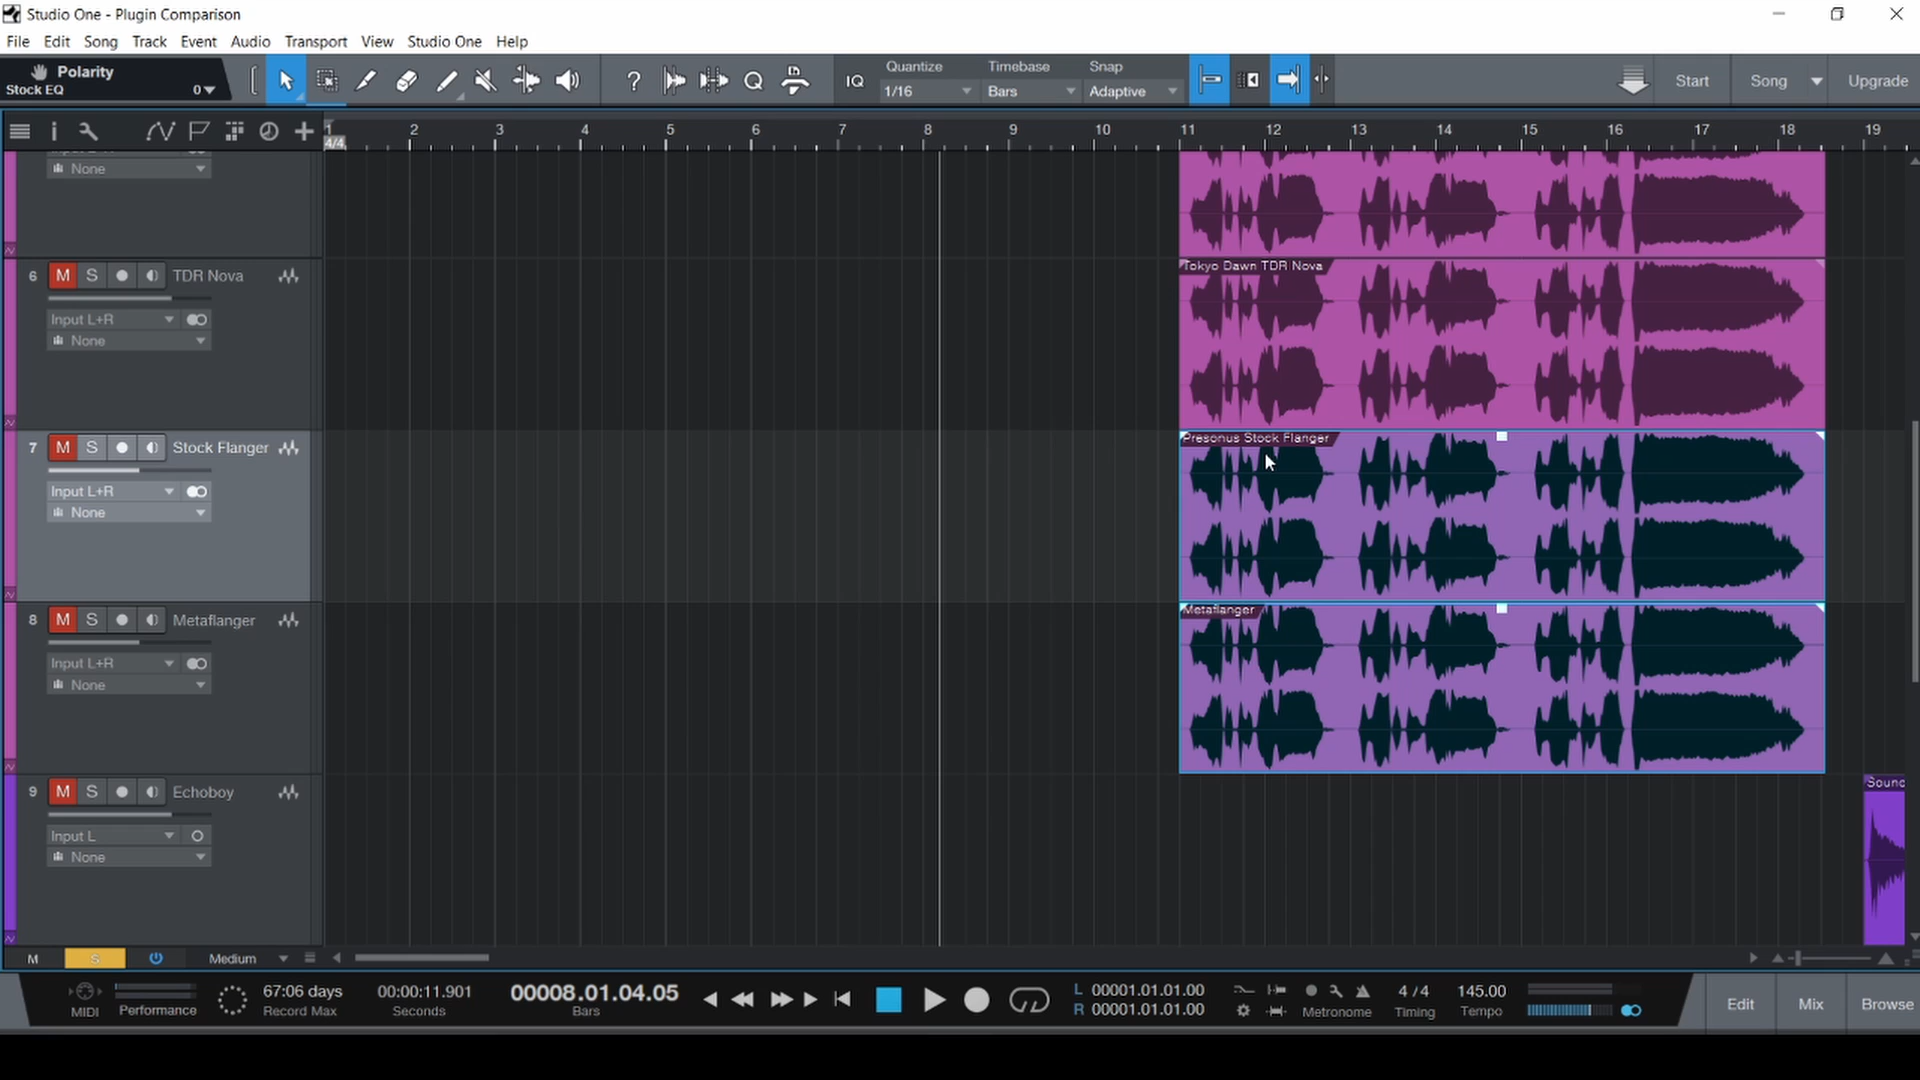 Studio One - Plugin Comparison
File Edit Song Track Event Audio Transport View Studio One Help
Polarity
Stock EQ 0
? Q IQ
Quantize Timebase Snap
1/16 Bars Adaptive
Start Song Upgrade
1 2 3 4 5 6 7 8 9 10 11 12 13 14 15 16 17 18 19
4/4
None
6 M S TDR Nova
Input L+R
None
Tokyo Dawn TDR Nova
7 M S Stock Flanger
Input L+R
None
Presonus Stock Flanger
8 M S Metaflanger
Input L+R
None
Metaflanger
9 M S Echoboy
Input L
None
Sound
M S Medium
MIDI
Performance
67:06 days
Record Max
00:00:11.901
Seconds
00008.01.04.05
Bars
L 00001.01.01.00
R 00001.01.01.00
Metronome
4 / 4
Timing
145.00
Tempo
Edit Mix Browse